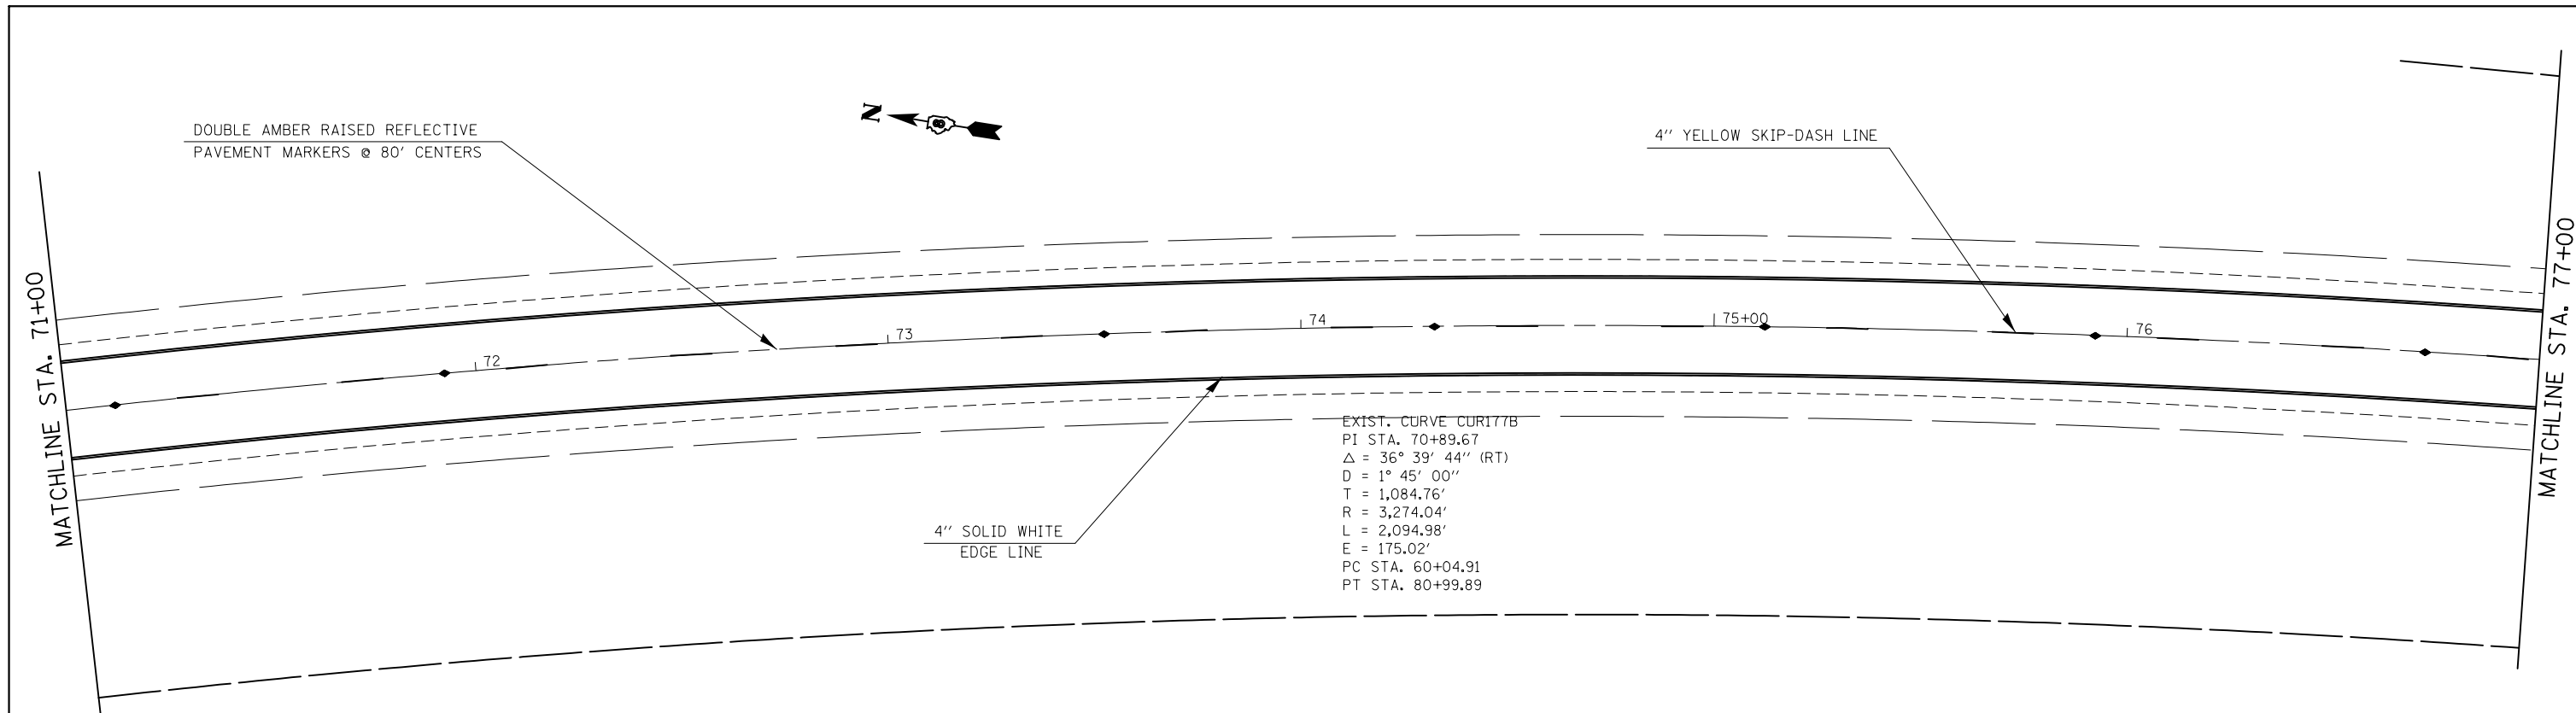 N
DOUBLE AMBER RAISED REFLECTIVE
PAVEMENT MARKERS @ 80' CENTERS
4'' YELLOW SKIP-DASH LINE
MATCHLINE STA. 71+00
72
73
74
75+00
76
MATCHLINE STA. 77+00
4'' SOLID WHITE
EDGE LINE
EXIST. CURVE CUR177B
PI STA. 70+89.67
△ = 36° 39' 44'' (RT)
D = 1° 45' 00''
T = 1,084.76'
R = 3,274.04'
L = 2,094.98'
E = 175.02'
PC STA. 60+04.91
PT STA. 80+99.89